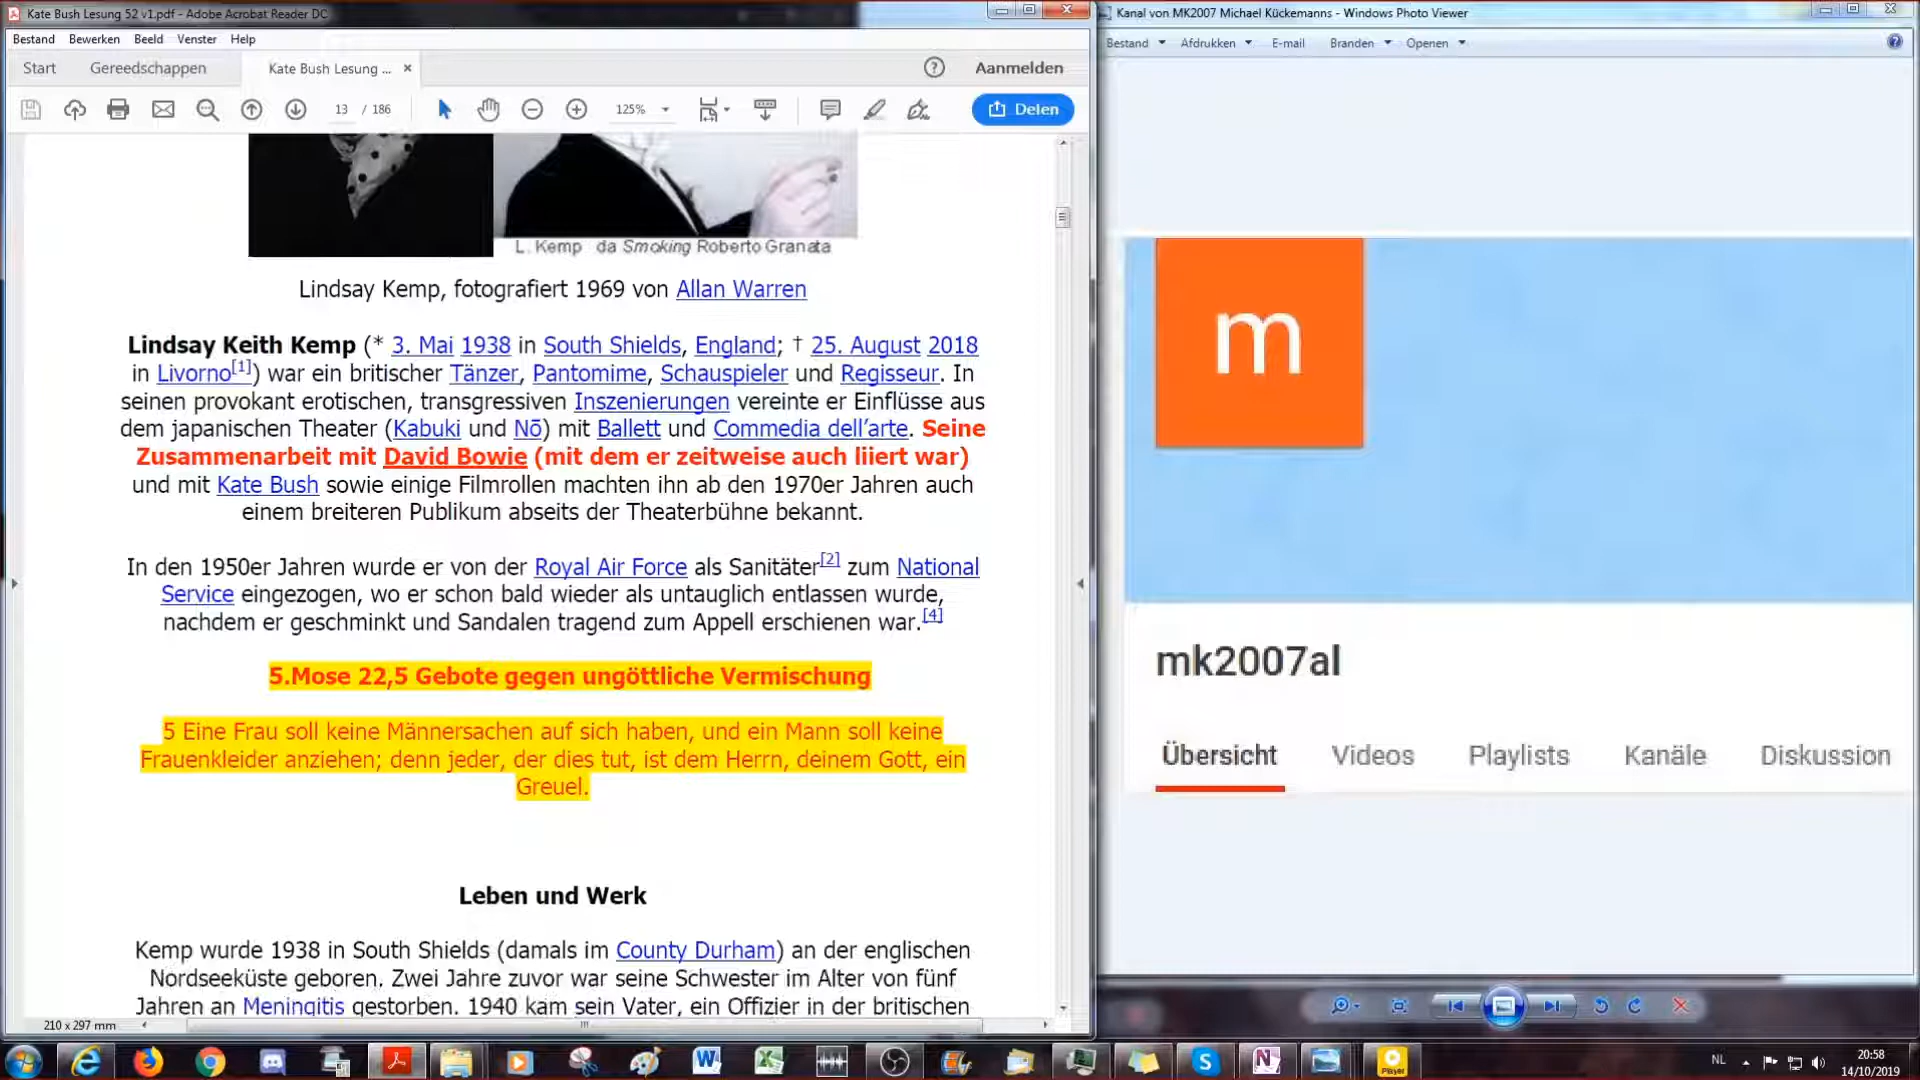 Kate Bush Lesung 52 v1.pdf - Adobe Acrobat Reader DC
Bestand Bewerken Beeld Venster Help
Start Gereedschappen Kate Bush Lesung ... × Aanmelden
13 / 186 125% Delen
L. Kemp da Smoking Roberto Granata
Lindsay Kemp, fotografiert 1969 von Allan Warren
Lindsay Keith Kemp (* 3. Mai 1938 in South Shields, England; † 25. August 2018
in Livorno[1]) war ein britischer Tänzer, Pantomime, Schauspieler und Regisseur. In
seinen provokant erotischen, transgressiven Inszenierungen vereinte er Einflüsse aus
dem japanischen Theater (Kabuki und Nō) mit Ballett und Commedia dell’arte. Seine
Zusammenarbeit mit David Bowie (mit dem er zeitweise auch liiert war)
und mit Kate Bush sowie einige Filmrollen machten ihn ab den 1970er Jahren auch
einem breiteren Publikum abseits der Theaterbühne bekannt.
In den 1950er Jahren wurde er von der Royal Air Force als Sanitäter[2] zum National
Service eingezogen, wo er schon bald wieder als untauglich entlassen wurde,
nachdem er geschminkt und Sandalen tragend zum Appell erschienen war.[4]
5.Mose 22,5 Gebote gegen ungöttliche Vermischung
5 Eine Frau soll keine Männersachen auf sich haben, und ein Mann soll keine
Frauenkleider anziehen; denn jeder, der dies tut, ist dem Herrn, deinem Gott, ein
Greuel.
Leben und Werk
Kemp wurde 1938 in South Shields (damals im County Durham) an der englischen
Nordseeküste geboren. Zwei Jahre zuvor war seine Schwester im Alter von fünf
Jahren an Meningitis gestorben. 1940 kam sein Vater, ein Offizier in der britischen
210 x 297 mm
Kanal von MK2007 Michael Kückemanns - Windows Photo Viewer
Bestand Afdrukken E-mail Branden Openen
m
mk2007al
Übersicht Videos Playlists Kanäle Diskussion
Player
NL
20:58
14/10/2019